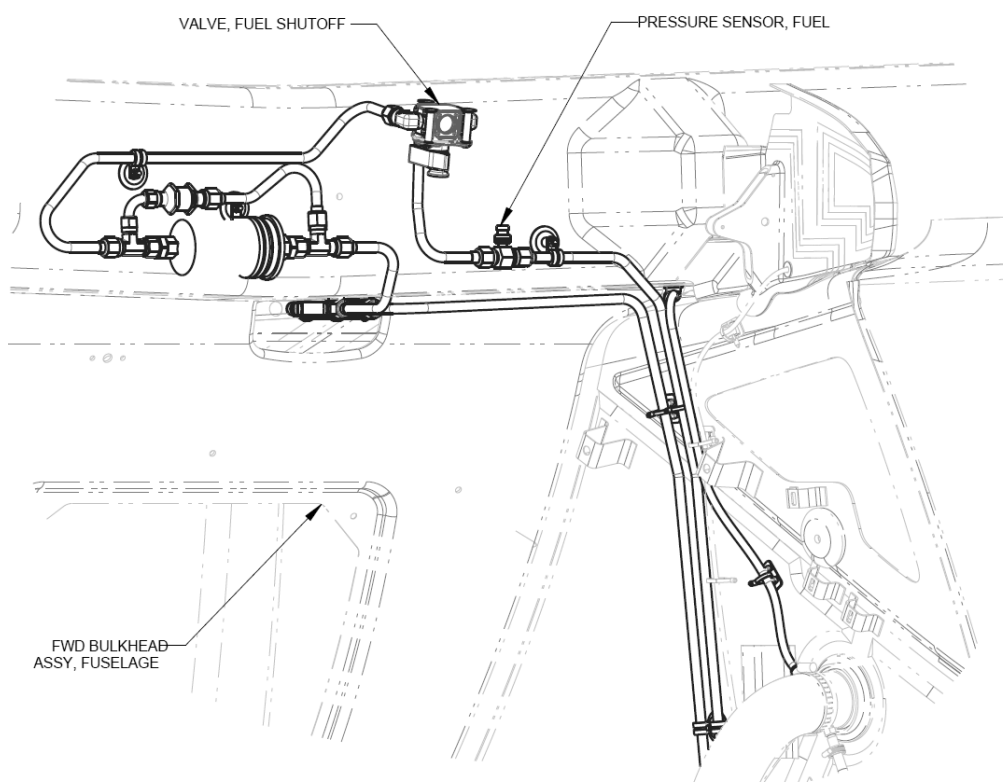 VALVE, FUEL SHUTOFF
PRESSURE SENSOR, FUEL
FWD BULKHEAD
ASSY, FUSELAGE